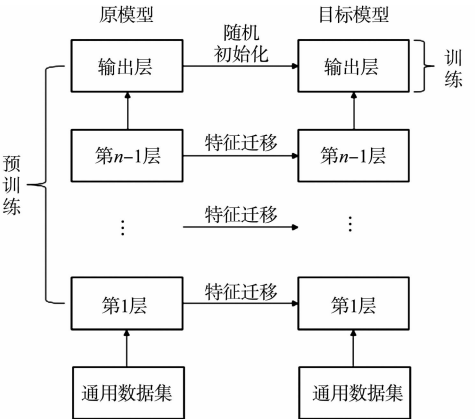 原模型
目标模型
输出层
随机
初始化
输出层
训
练
第n-1层
特征迁移
第n-1层
预
训
练
⋮
特征迁移
⋮
第1层
特征迁移
第1层
通用数据集
通用数据集